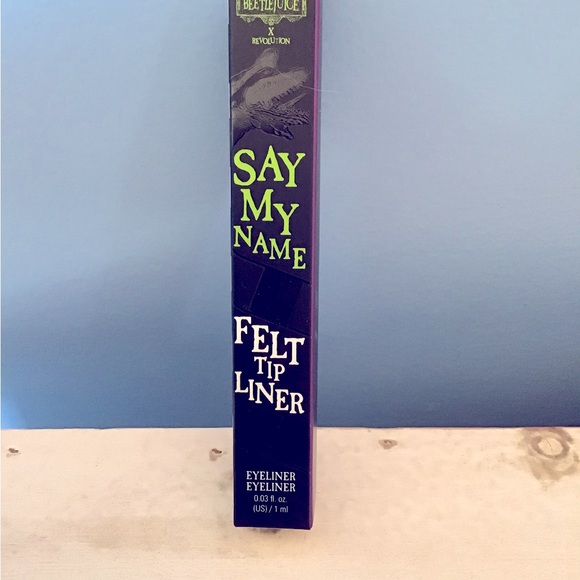 BEETLEJUICE
X
REVOLUTION
SAY
MY
NAME
FELT
TIP
LINER
EYELINER
EYELINER
0.03 fl. oz.
(US) / 1 ml